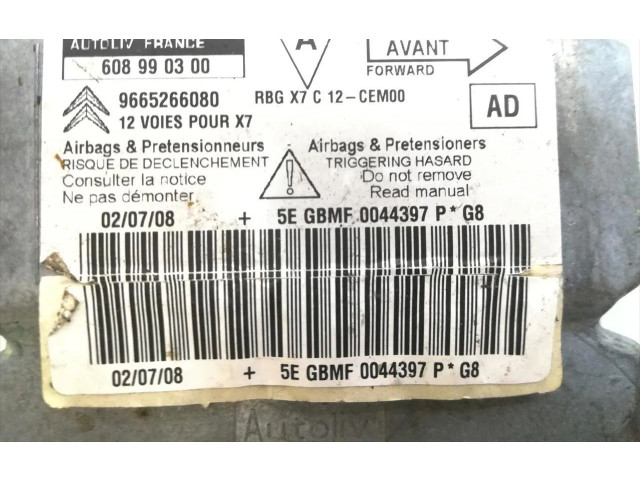 AUTOLIV FRANCE
608 99 0 3 00
A
AVANT
FORWARD
9665266080
RBG X7 C 12-CEM00
12 VOIES POUR X7
AD
Airbags & Pretensionneurs
RISQUE DE DECLENCHEMENT
Consulter la notice
Ne pas démonter
Airbags & Pretensioners
TRIGGERING HASARD
Do not remove
Read manual
02/07/08 + 5E GBMF 0044397 P * G8
02/07/08 + 5E GBMF 0044397 P * G8
Autoliv